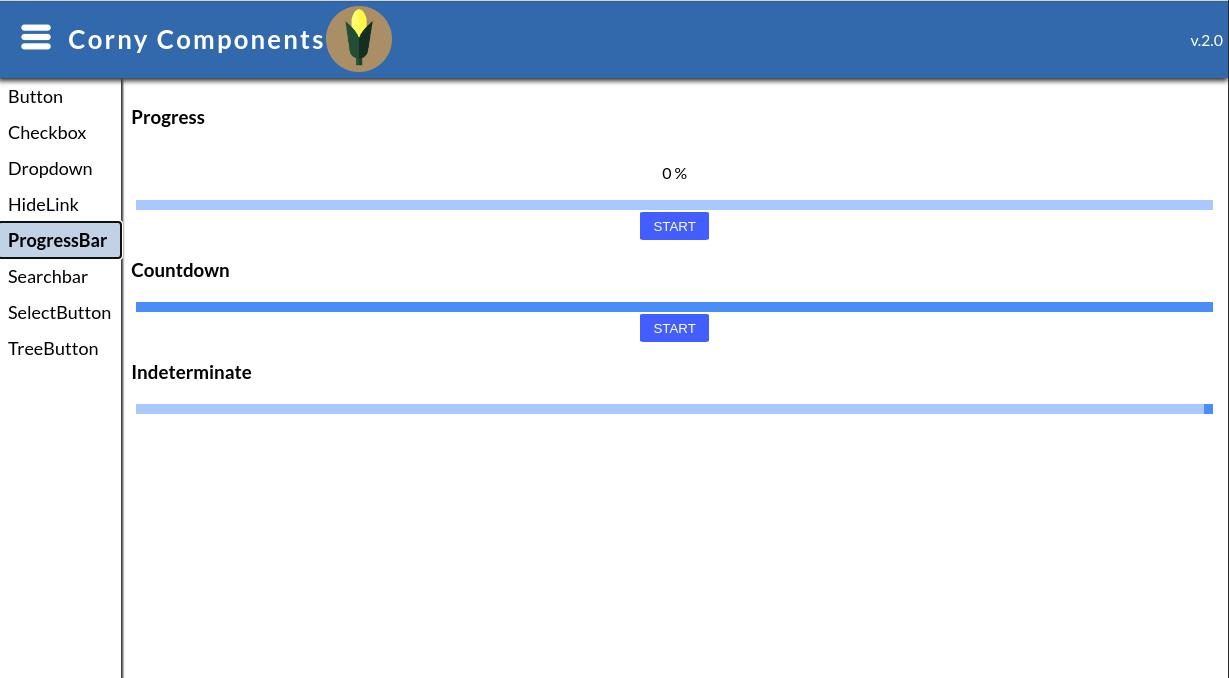 Corny Components
v.2.0
Button
Checkbox
Dropdown
HideLink
ProgressBar
Searchbar
SelectButton
TreeButton
Progress
0 %
START
Countdown
START
Indeterminate